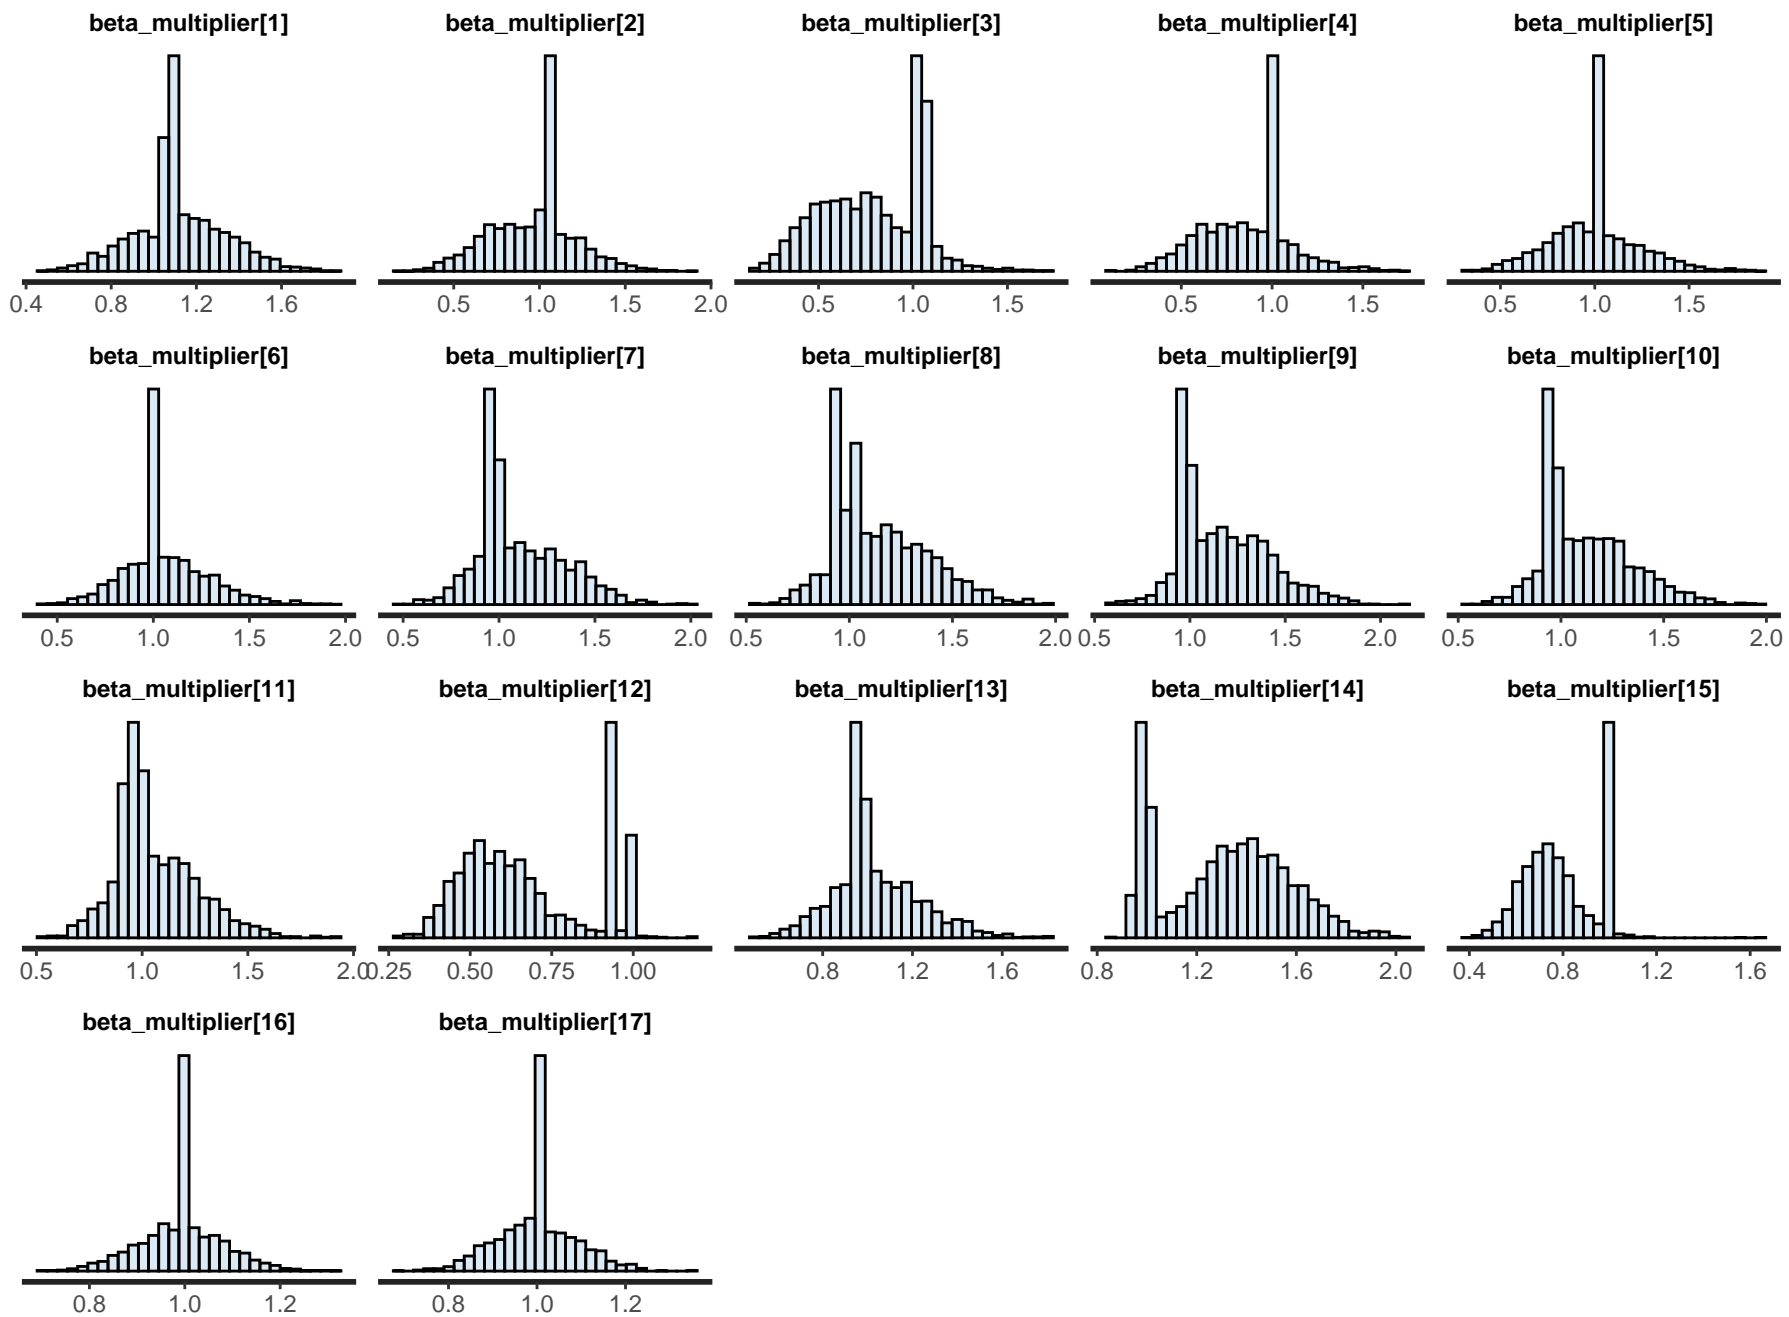 beta_multiplier[1] beta_multiplier[2] beta_multiplier[3] beta_multiplier[4] beta_multiplier[5]
0.4 0.8 1.2 1.6 0.5 1.0 1.5 2.0 0.5 1.0 1.5 0.5 1.0 1.5 0.5 1.0 1.5
beta_multiplier[6] beta_multiplier[7] beta_multiplier[8] beta_multiplier[9] beta_multiplier[10]
0.5 1.0 1.5 2.0 0.5 1.0 1.5 2.0 0.5 1.0 1.5 2.0 0.5 1.0 1.5 2.0 0.5 1.0 1.5 2.0
beta_multiplier[11] beta_multiplier[12] beta_multiplier[13] beta_multiplier[14] beta_multiplier[15]
0.5 1.0 1.5 2.0 0.25 0.50 0.75 1.00 0.8 1.2 1.6 0.8 1.2 1.6 2.0 0.4 0.8 1.2 1.6
beta_multiplier[16] beta_multiplier[17]
0.8 1.0 1.2 0.8 1.0 1.2